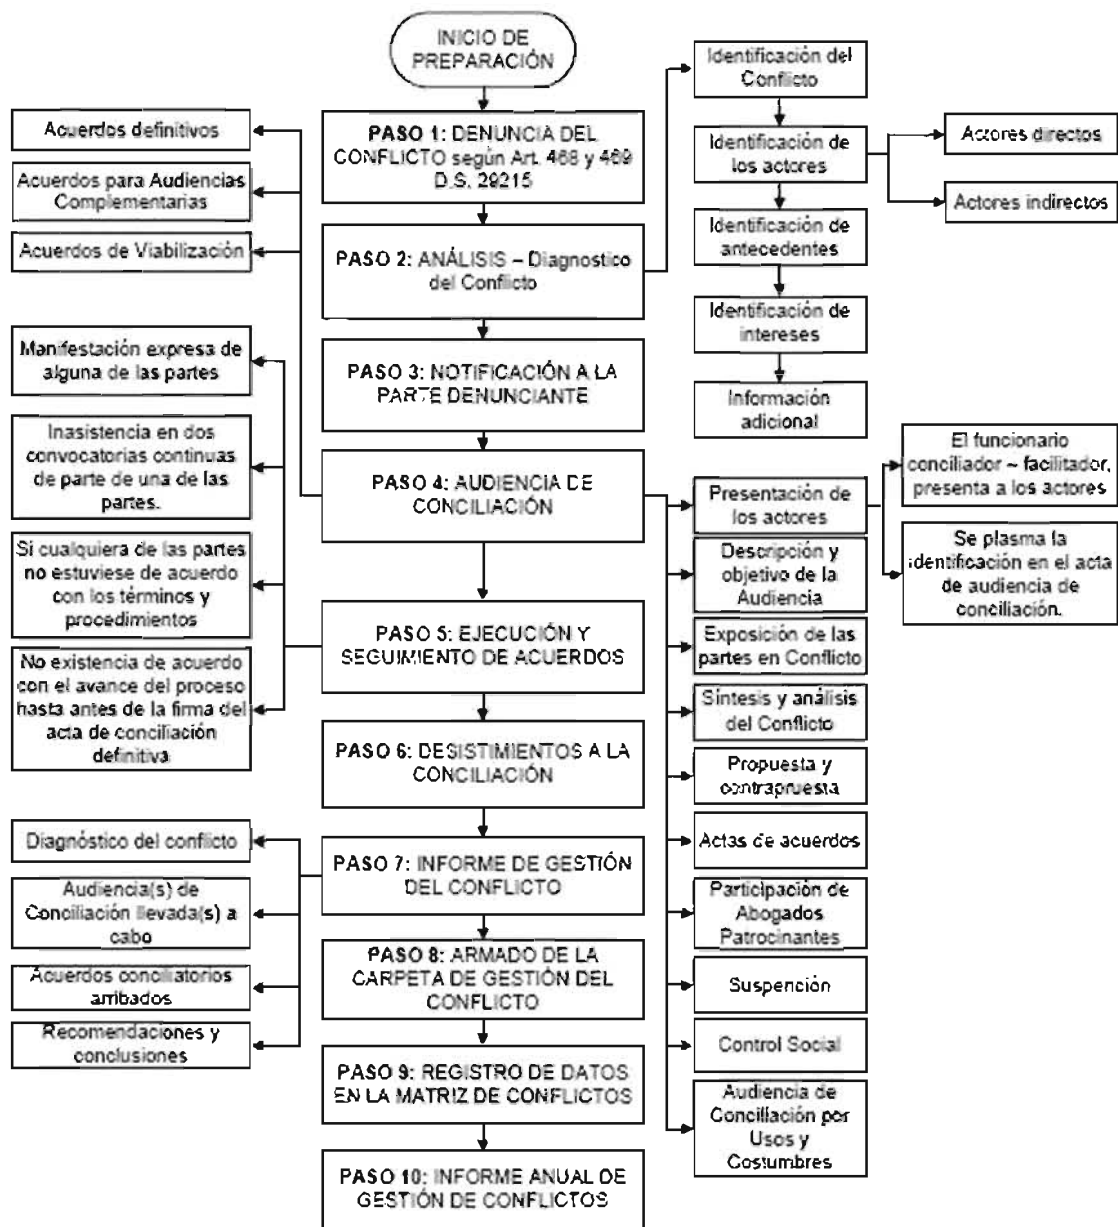 INICIO DE
PREPARACIÓN
PASO 1: DENUNCIA DEL
CONFLICTO según Art. 468 y 469
D.S. 29215
PASO 2: ANÁLISIS – Diagnostico
del Conflicto
PASO 3: NOTIFICACIÓN A LA
PARTE DENUNCIANTE
PASO 4: AUDIENCIA DE
CONCILIACIÓN
PASO 5: EJECUCIÓN Y
SEGUIMIENTO DE ACUERDOS
PASO 6: DESISTIMIENTOS A LA
CONCILIACIÓN
PASO 7: INFORME DE GESTIÓN
DEL CONFLICTO
PASO 8: ARMADO DE LA
CARPETA DE GESTIÓN DEL
CONFLICTO
PASO 9: REGISTRO DE DATOS
EN LA MATRIZ DE CONFLICTOS
PASO 10: INFORME ANUAL DE
GESTIÓN DE CONFLICTOS
Acuerdos definitivos
Acuerdos para Audiencias
Complementarias
Acuerdos de Viabilización
Manifestación expresa de
alguna de las partes
Inasistencia en dos
convocatorias continuas
de parte de una de las
partes.
Si cualquiera de las partes
no estuviese de acuerdo
con los términos y
procedimientos
No existencia de acuerdo
con el avance del proceso
hasta antes de la firma del
acta de conciliación
definitiva
Diagnóstico del conflicto
Audiencia(s) de
Conciliación llevada(s) a
cabo
Acuerdos conciliatorios
arribados
Recomendaciones y
conclusiones
Identificación del
Conflicto
Identificación de
los actores
Identificación de
antecedentes
Identificación de
intereses
Información
adicional
Actores directos
Actores indirectos
Presentación de
los actores
Descripción y
objetivo de la
Audiencia
Exposición de las
partes en Conflicto
Síntesis y análisis
del Conflicto
Propuesta y
contrapruesta
Actas de acuerdos
Participación de
Abogados
Patrocinantes
Suspención
Control Social
Audiencia de
Conciliación por
Usos y
Costumbres
El funcionario
conciliador – facilitador,
presenta a los actores
Se plasma la
identificación en el acta
de audiencia de
conciliación.